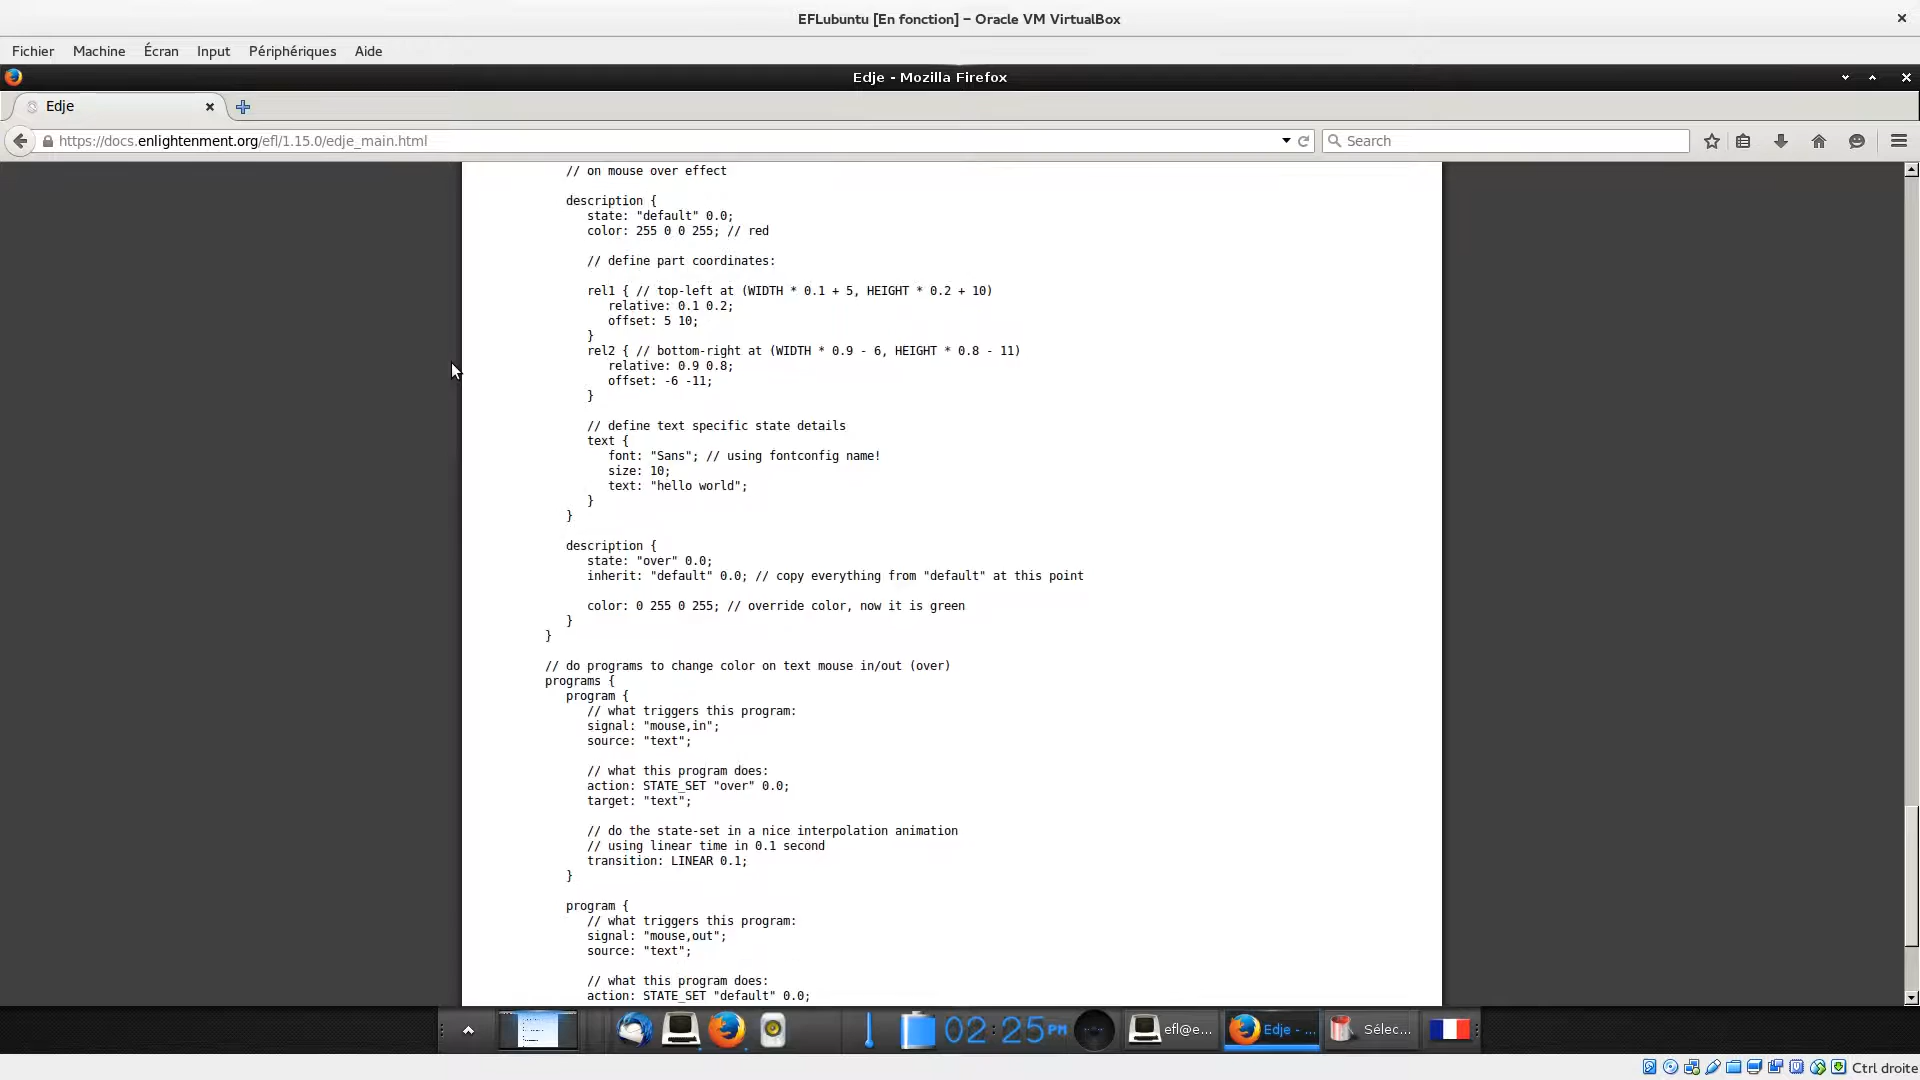 EFLubuntu [En fonction] – Oracle VM VirtualBox
Fichier Machine Écran Input Périphériques Aide
Edje - Mozilla Firefox
Edje
https://docs.enlightenment.org/efl/1.15.0/edje_main.html
Search
// on mouse over effect
description {
state: "default" 0.0;
color: 255 0 0 255; // red
// define part coordinates:
rel1 { // top-left at (WIDTH * 0.1 + 5, HEIGHT * 0.2 + 10)
relative: 0.1 0.2;
offset: 5 10;
}
rel2 { // bottom-right at (WIDTH * 0.9 - 6, HEIGHT * 0.8 - 11)
relative: 0.9 0.8;
offset: -6 -11;
}
// define text specific state details
text {
font: "Sans"; // using fontconfig name!
size: 10;
text: "hello world";
}
}
description {
state: "over" 0.0;
inherit: "default" 0.0; // copy everything from "default" at this point
color: 0 255 0 255; // override color, now it is green
}
}
// do programs to change color on text mouse in/out (over)
programs {
program {
// what triggers this program:
signal: "mouse,in";
source: "text";
// what this program does:
action: STATE_SET "over" 0.0;
target: "text";
// do the state-set in a nice interpolation animation
// using linear time in 0.1 second
transition: LINEAR 0.1;
}
program {
// what triggers this program:
signal: "mouse,out";
source: "text";
// what this program does:
action: STATE_SET "default" 0.0;
02:25PM
efl@e...
Edje - ...
Sélec...
Ctrl droite